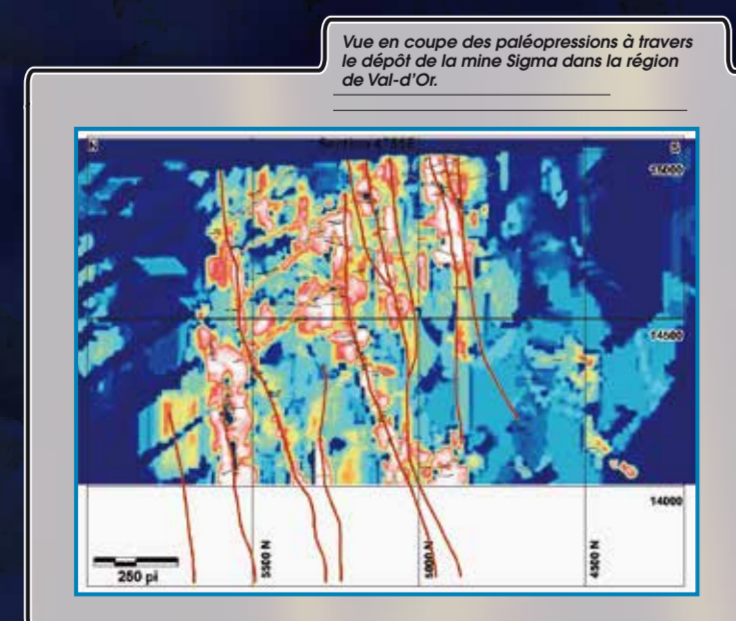 Vue en coupe des paléopressions à travers
le dépôt de la mine Sigma dans la région
de Val-d'Or.
N
S
15000
14500
14000
5500 N
5000 N
4500 N
250 pi